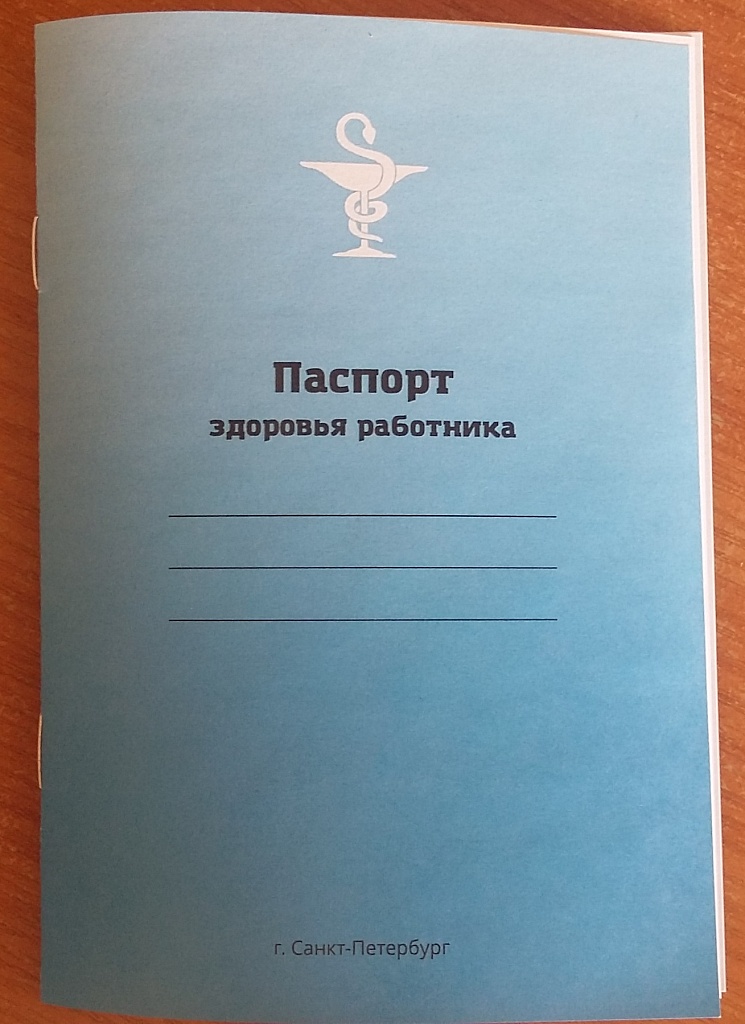 Паспорт
здоровья работника
г. Санкт-Петербург